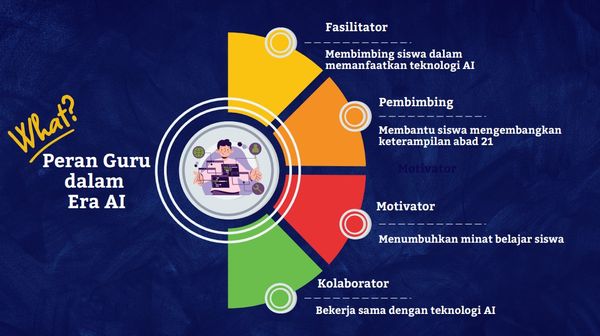 What?
Peran Guru
dalam
Era AI
Fasilitator
Membimbing siswa dalam
memanfaatkan teknologi AI
Pembimbing
Membantu siswa mengembangkan
keterampilan abad 21
Motivator
Motivator
Menumbuhkan minat belajar siswa
Kolaborator
Bekerja sama dengan teknologi AI